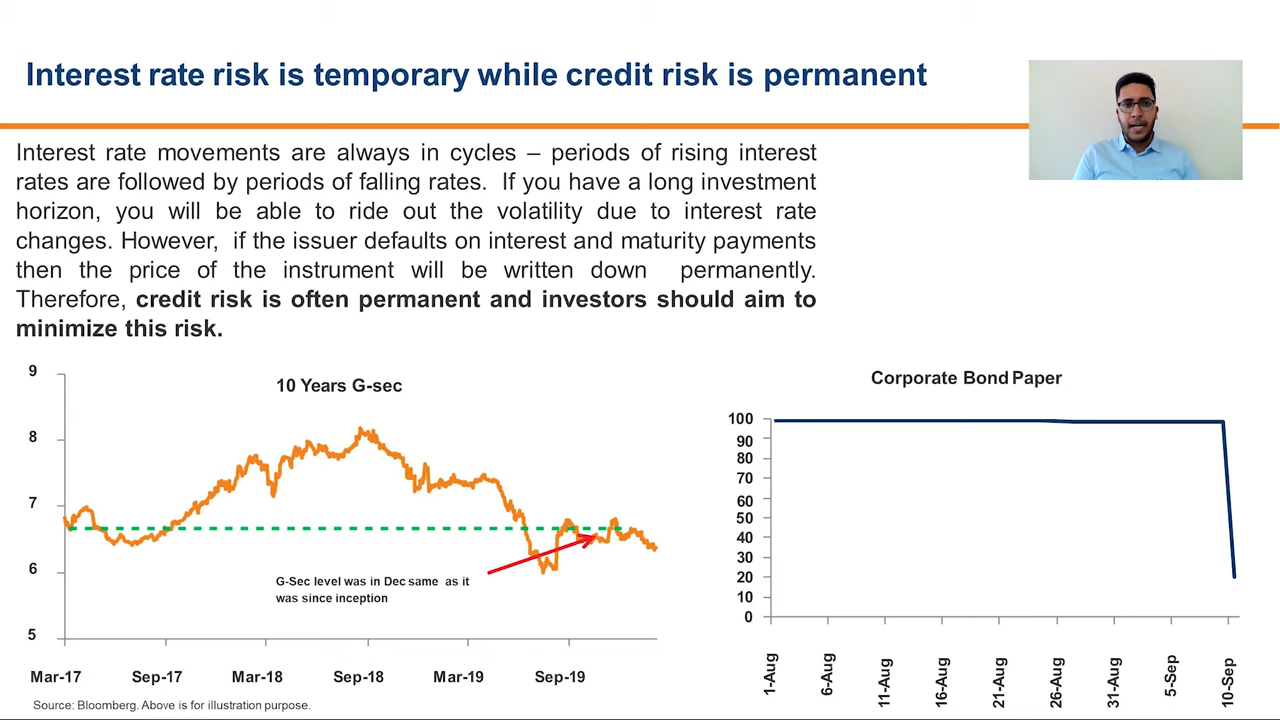 Interest rate risk is temporary while credit risk is permanent
Interest rate movements are always in cycles – periods of rising interest
rates are followed by periods of falling rates. If you have a long investment
horizon, you will be able to ride out the volatility due to interest rate
changes. However, if the issuer defaults on interest and maturity payments
then the price of the instrument will be written down permanently.
Therefore, credit risk is often permanent and investors should aim to
minimize this risk.
10 Years G-sec
9
8
7
6
5
G-Sec level was in Dec same as it
was since inception
Mar-17 Sep-17 Mar-18 Sep-18 Mar-19 Sep-19
Source: Bloomberg. Above is for illustration purpose.
Corporate Bond Paper
100
90
80
70
60
50
40
30
20
10
0
1-Aug 6-Aug 11-Aug 16-Aug 21-Aug 26-Aug 31-Aug 5-Sep 10-Sep